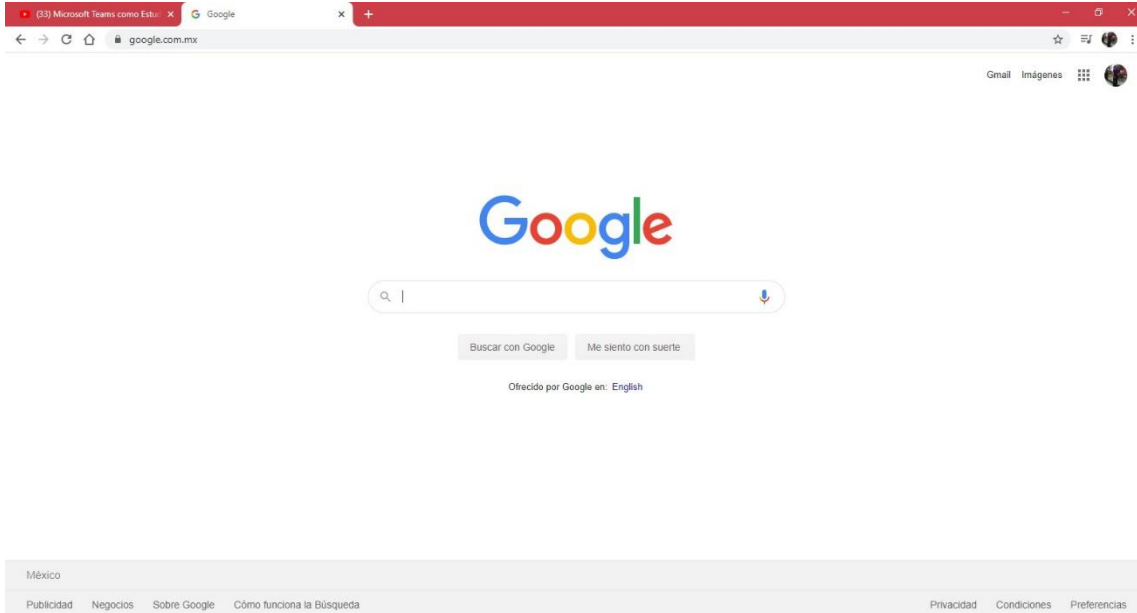 (33) Microsoft Teams como Estud
Google
google.com.mx
Gmail Imágenes
Google
Buscar con Google Me siento con suerte
Ofrecido por Google en: English
México
Publicidad Negocios Sobre Google Cómo funciona la Búsqueda Privacidad Condiciones Preferencias